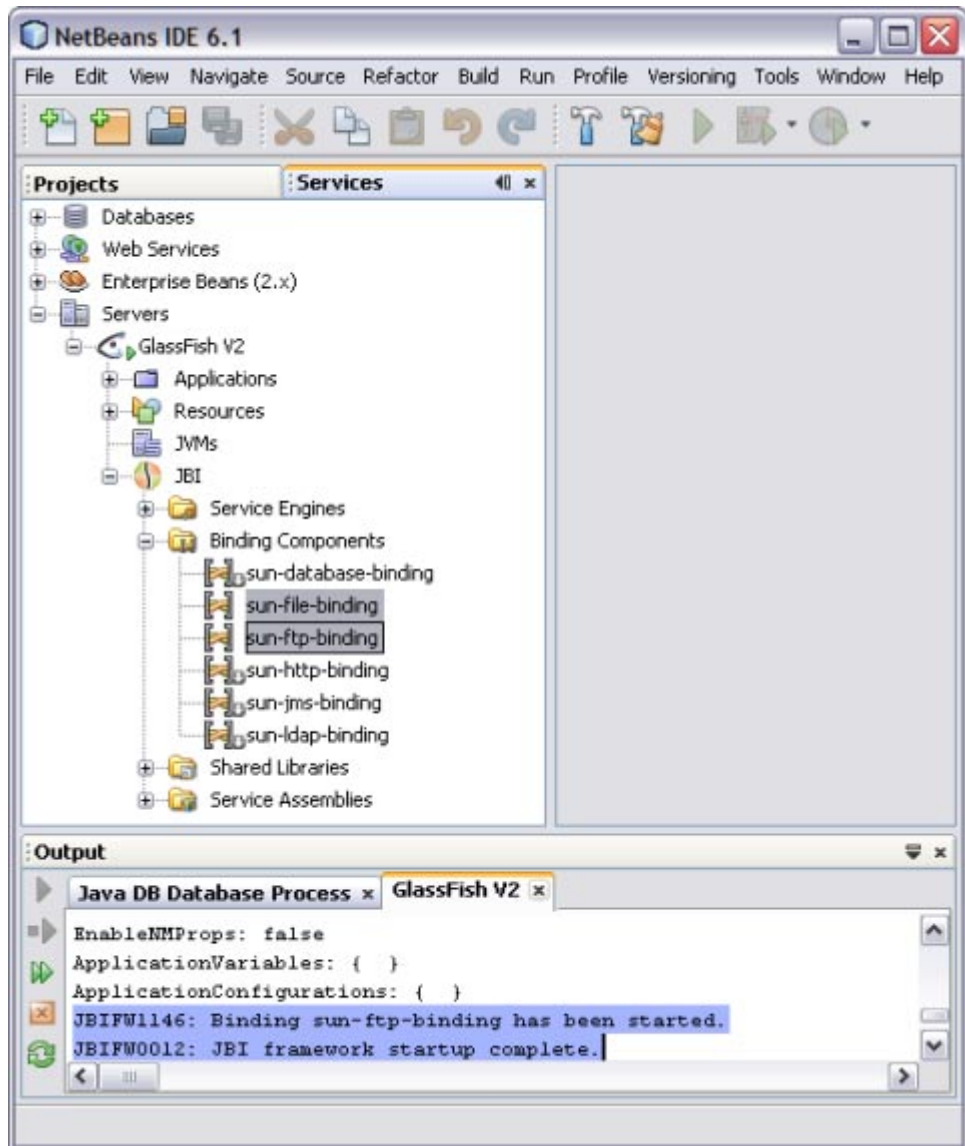 NetBeans IDE 6.1
File Edit View Navigate Source Refactor Build Run Profile Versioning Tools Window Help
Projects Services
Databases
Web Services
Enterprise Beans (2.x)
Servers
GlassFish V2
Applications
Resources
JVMs
JBI
Service Engines
Binding Components
sun-database-binding
sun-file-binding
sun-ftp-binding
sun-http-binding
sun-jms-binding
sun-ldap-binding
Shared Libraries
Service Assemblies
Output
Java DB Database Process x GlassFish V2 x
EnableNMProps: false
ApplicationVariables: { }
ApplicationConfigurations: { }
JBIFW1146: Binding sun-ftp-binding has been started.
JBIFW0012: JBI framework startup complete.